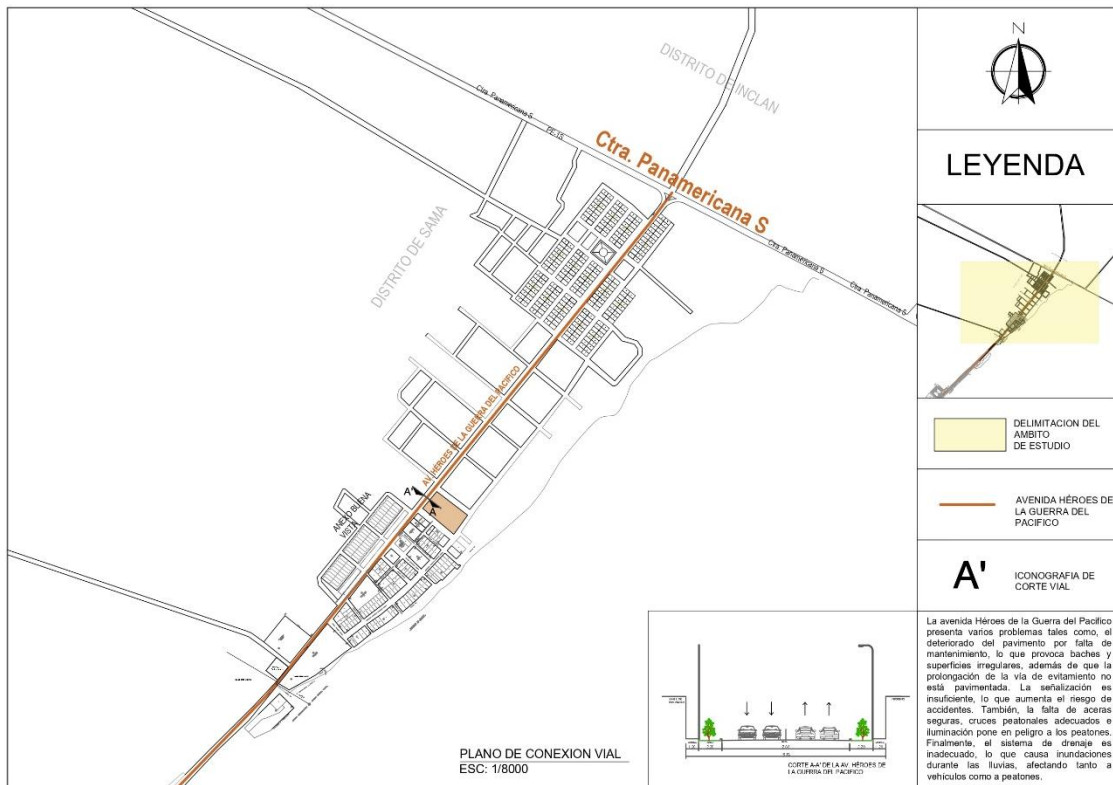 DISTRITO DE INCLAN
Ctra. Panamericana S
PE-1S
Ctra. Panamericana S
DISTRITO DE SAMA
Ctra. Panamericana S
Ctra. Panamericana S
AV. HÉROES DE LA GUERRA DEL PACIFICO
A'
A
ANEXO BUENA
VISTA
PLANO DE CONEXION VIAL
ESC: 1/8000
CORTE A-A' DE LA AV. HÉROES DE
LA GUERRA DEL PACIFICO
N
LEYENDA
DELIMITACION DEL
AMBITO
DE ESTUDIO
AVENIDA HÉROES DE
LA GUERRA DEL
PACIFICO
A'
ICONOGRAFIA DE
CORTE VIAL
La avenida Héroes de la Guerra del Pacífico
presenta varios problemas tales como, el
deteriorado del pavimento por falta de
mantenimiento, lo que provoca baches y
superficies irregulares, además de que la
prolongación de la vía de evitamiento no
está pavimentada. La señalización es
insuficiente, lo que aumenta el riesgo de
accidentes. También, la falta de aceras
seguras, cruces peatonales adecuados e
iluminación pone en peligro a los peatones.
Finalmente, el sistema de drenaje es
inadecuado, lo que causa inundaciones
durante las lluvias, afectando tanto a
vehículos como a peatones.